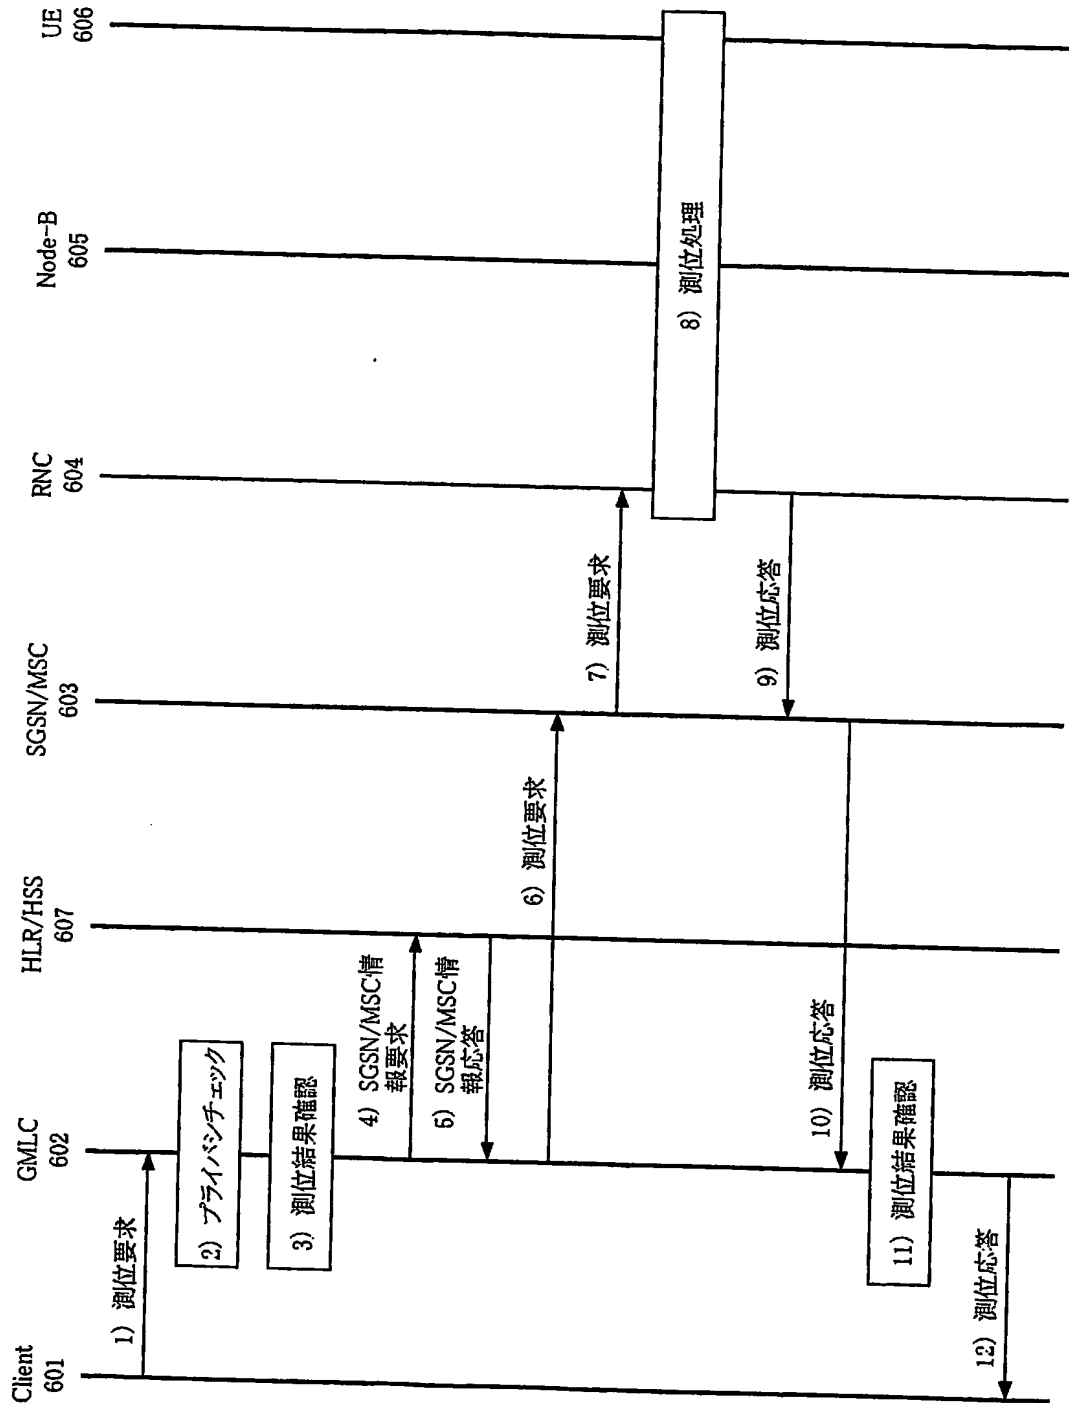 Client
601
GMLC
602
HLR/HSS
607
SGSN/MSC
603
RNC
604
Node-B
605
UE
606
1) 測位要求
2) プライバシチェック
3) 測位結果確認
4) SGSN/MSC情
報要求
5) SGSN/MSC情
報応答
6) 測位要求
7) 測位要求
8) 測位処理
9) 測位応答
10) 測位応答
11) 測位結果確認
12) 測位応答